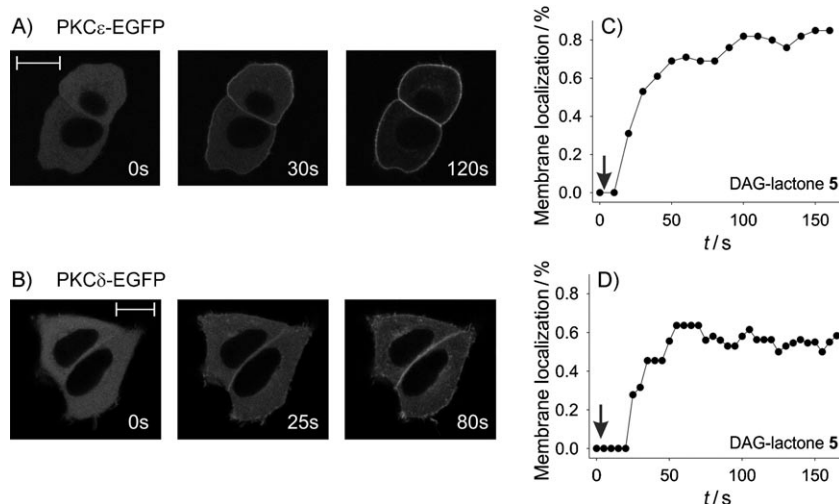 A) PKCε-EGFP
0s
30s
120s
B) PKCδ-EGFP
0s
25s
80s
C)
Membrane localization / %
0.8
0.6
0.4
0.2
0.0
DAG-lactone 5
0 50 100 150
t / s
D)
Membrane localization / %
0.8
0.6
0.4
0.2
0.0
DAG-lactone 5
0 50 100 150
t / s